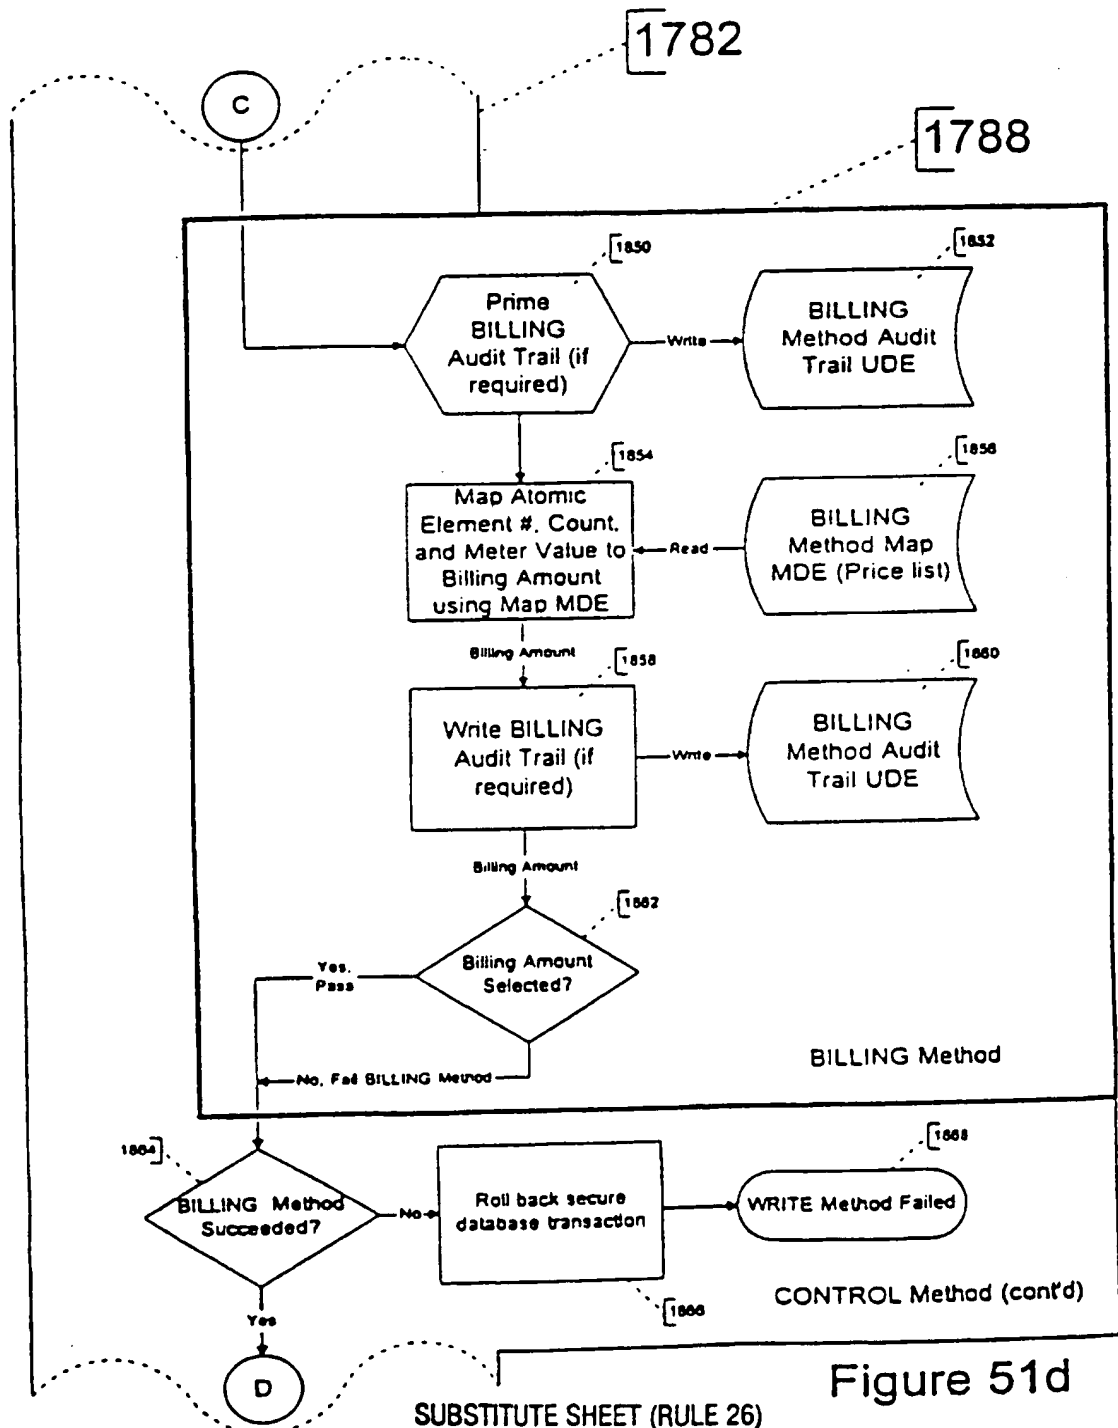 1782
C
1788
1850
Prime
BILLING
Audit Trail (if
required)
Write
1852
BILLING
Method Audit
Trail UDE
1854
Map Atomic
Element #, Count,
and Meter Value to
Billing Amount
using Map MDE
Read
1856
BILLING
Method Map
MDE (Price list)
Billing Amount
1858
Write BILLING
Audit Trail (if
required)
Write
1860
BILLING
Method Audit
Trail UDE
Billing Amount
1862
Billing Amount
Selected?
Yes,
Pass
No, Fail BILLING Method
BILLING Method
1864
BILLING Method
Succeeded?
No
Roll back secure
database transaction
1866
1868
WRITE Method Failed
Yes
CONTROL Method (cont'd)
D
Figure 51d
SUBSTITUTE SHEET (RULE 26)